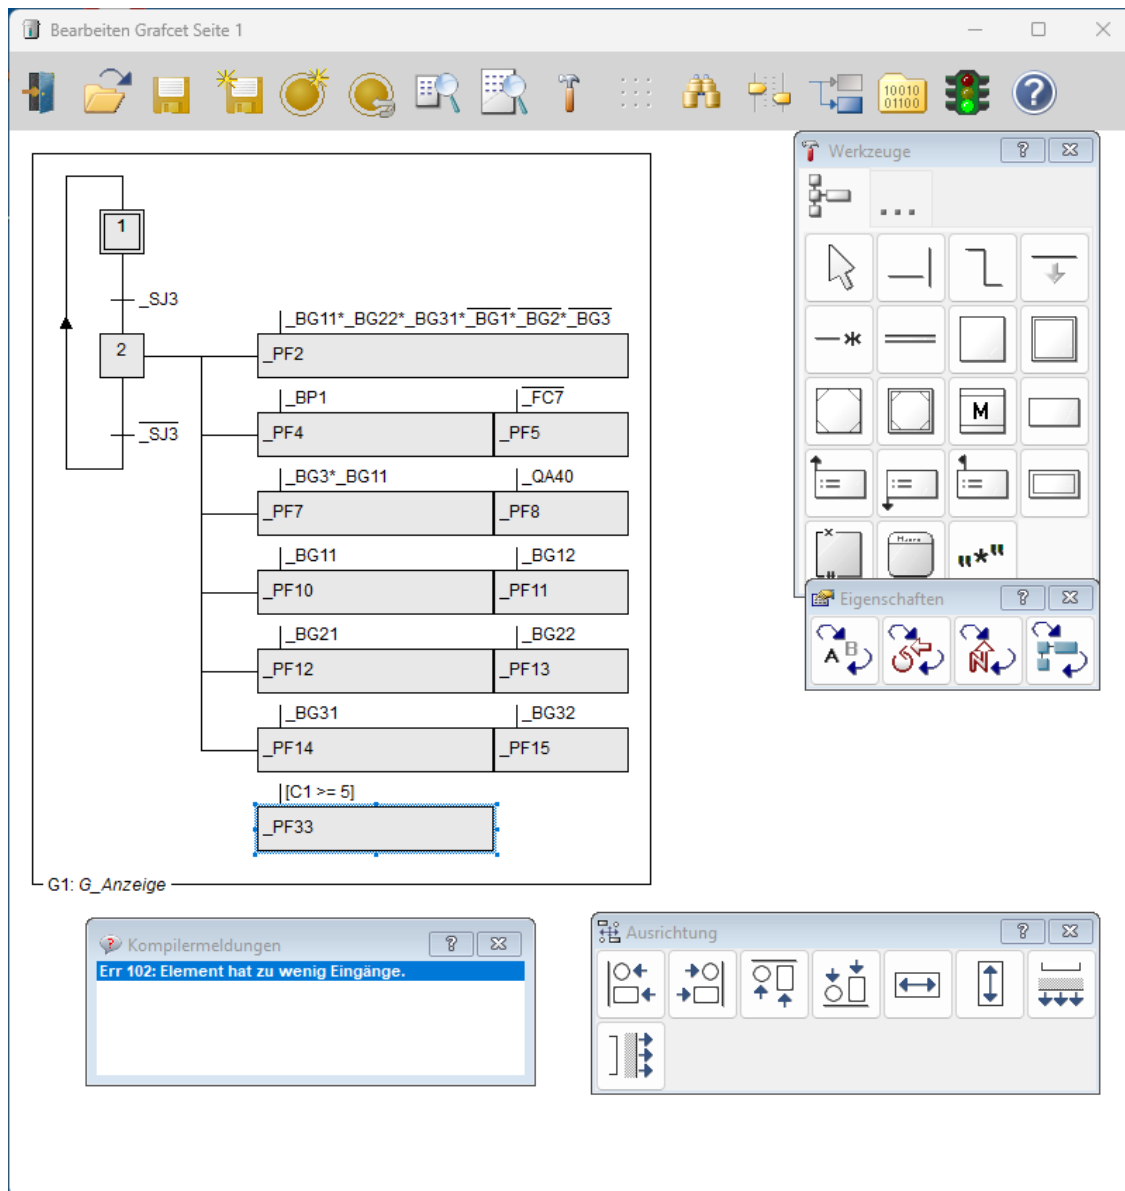 Bearbeiten Grafcet Seite 1
10010
01100
?
Werkzeuge
?
1
_SJ3
_BG11*_BG22*_BG31*_BG1*_BG2*_BG3
2
_PF2
_BP1
_FC7
_SJ3
_PF4
_PF5
M
_BG3*_BG11
_QA40
:=
:=
:=
_PF7
_PF8
_BG11
_BG12
"*"
_PF10
_PF11
Eigenschaften
?
_BG21
_BG22
A B
N
_PF12
_PF13
_BG31
_BG32
_PF14
_PF15
[C1 >= 5]
_PF33
G1: G_Anzeige
Kompilermeldungen
?
Ausrichtung
?
Err 102: Element hat zu wenig Eingänge.